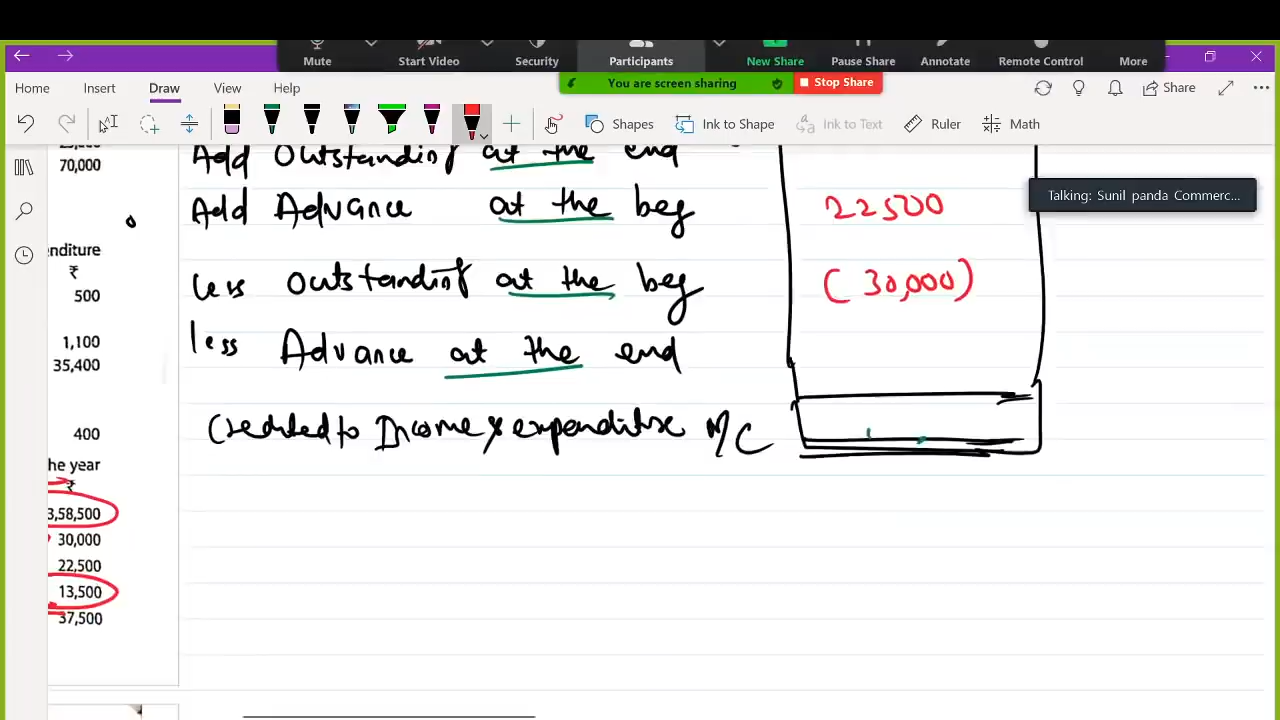 Mute
Start Video
Security
Participants
New Share
Pause Share
Annotate
Remote Control
More
You are screen sharing
Stop Share
Home
Insert
Draw
View
Help
Share
Ink to Shape
Shapes
Ink to Text
Ruler
Math
Talking: Sunil panda Commerc...
70,000
enditure
₹
500
1,100
35,400
400
he year
₹
3,58,500
30,000
22,500
13,500
37,500
Add Outstanding at the end
Add Advance at the beg 22500
less Outstanding at the beg (30,000)
less Advance at the end
Credited to Income & expenditure A/C